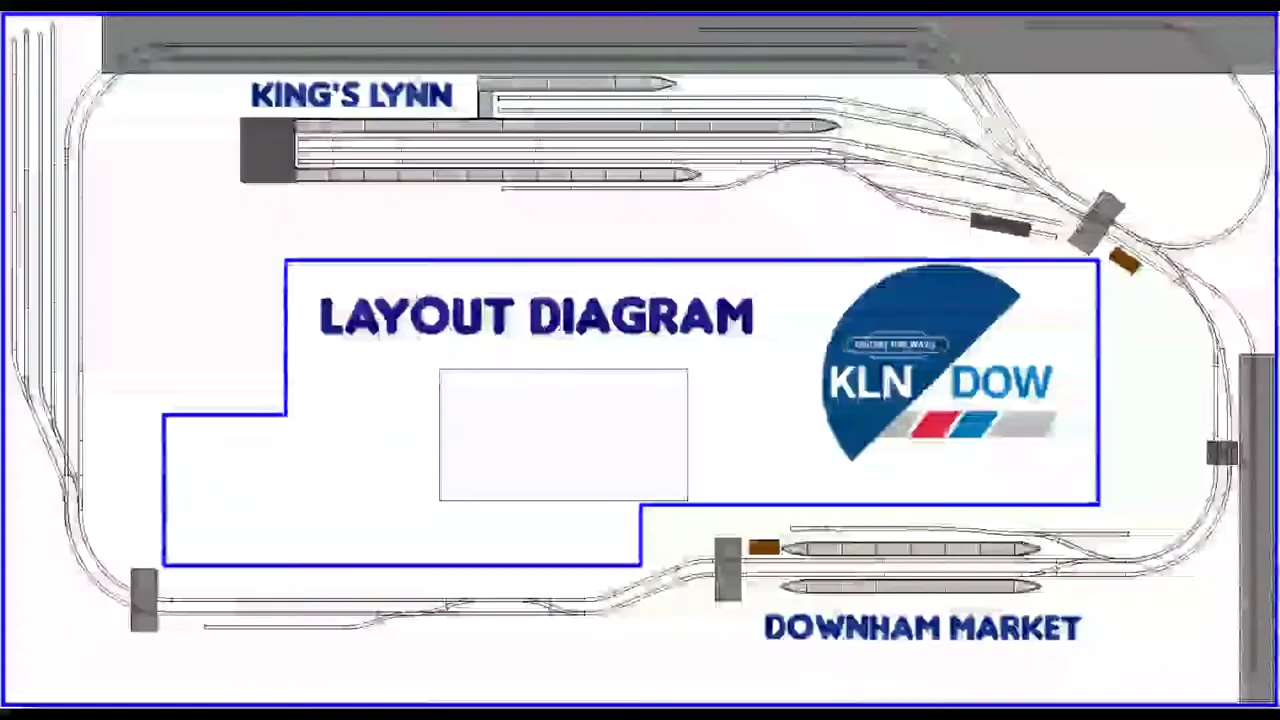 KING'S LYNN
LAYOUT DIAGRAM
KLN DOW
DOWNHAM MARKET